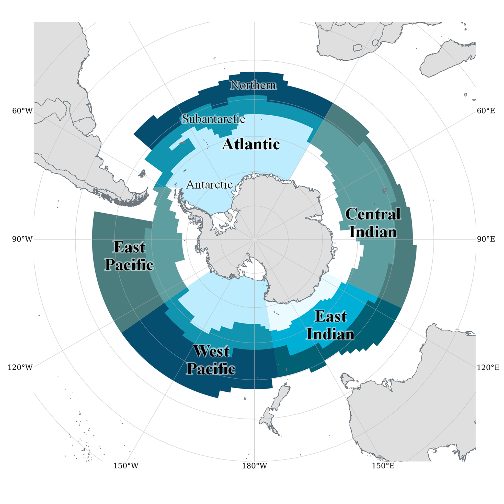 Northern
60°W
60°E
Subantarctic
Atlantic
Antarctic
Central
Indian
90°W
90°E
East
Pacific
East
Indian
West
Pacific
120°W
120°E
150°W
180°W
150°E